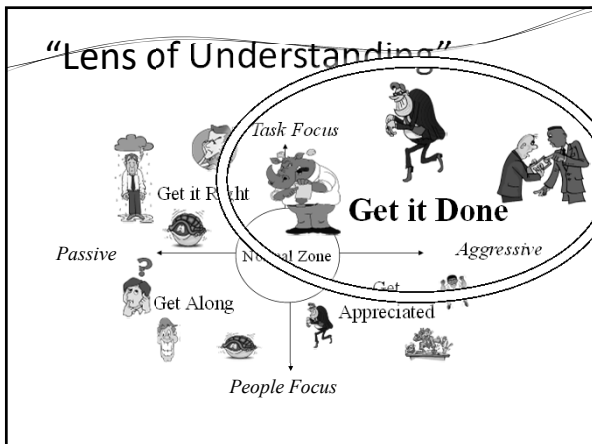 “Lens of Understanding”
Task Focus
Get it Right
Get it Done
Passive
Normal Zone
Aggressive
?
Get Along
Get
Appreciated
People Focus